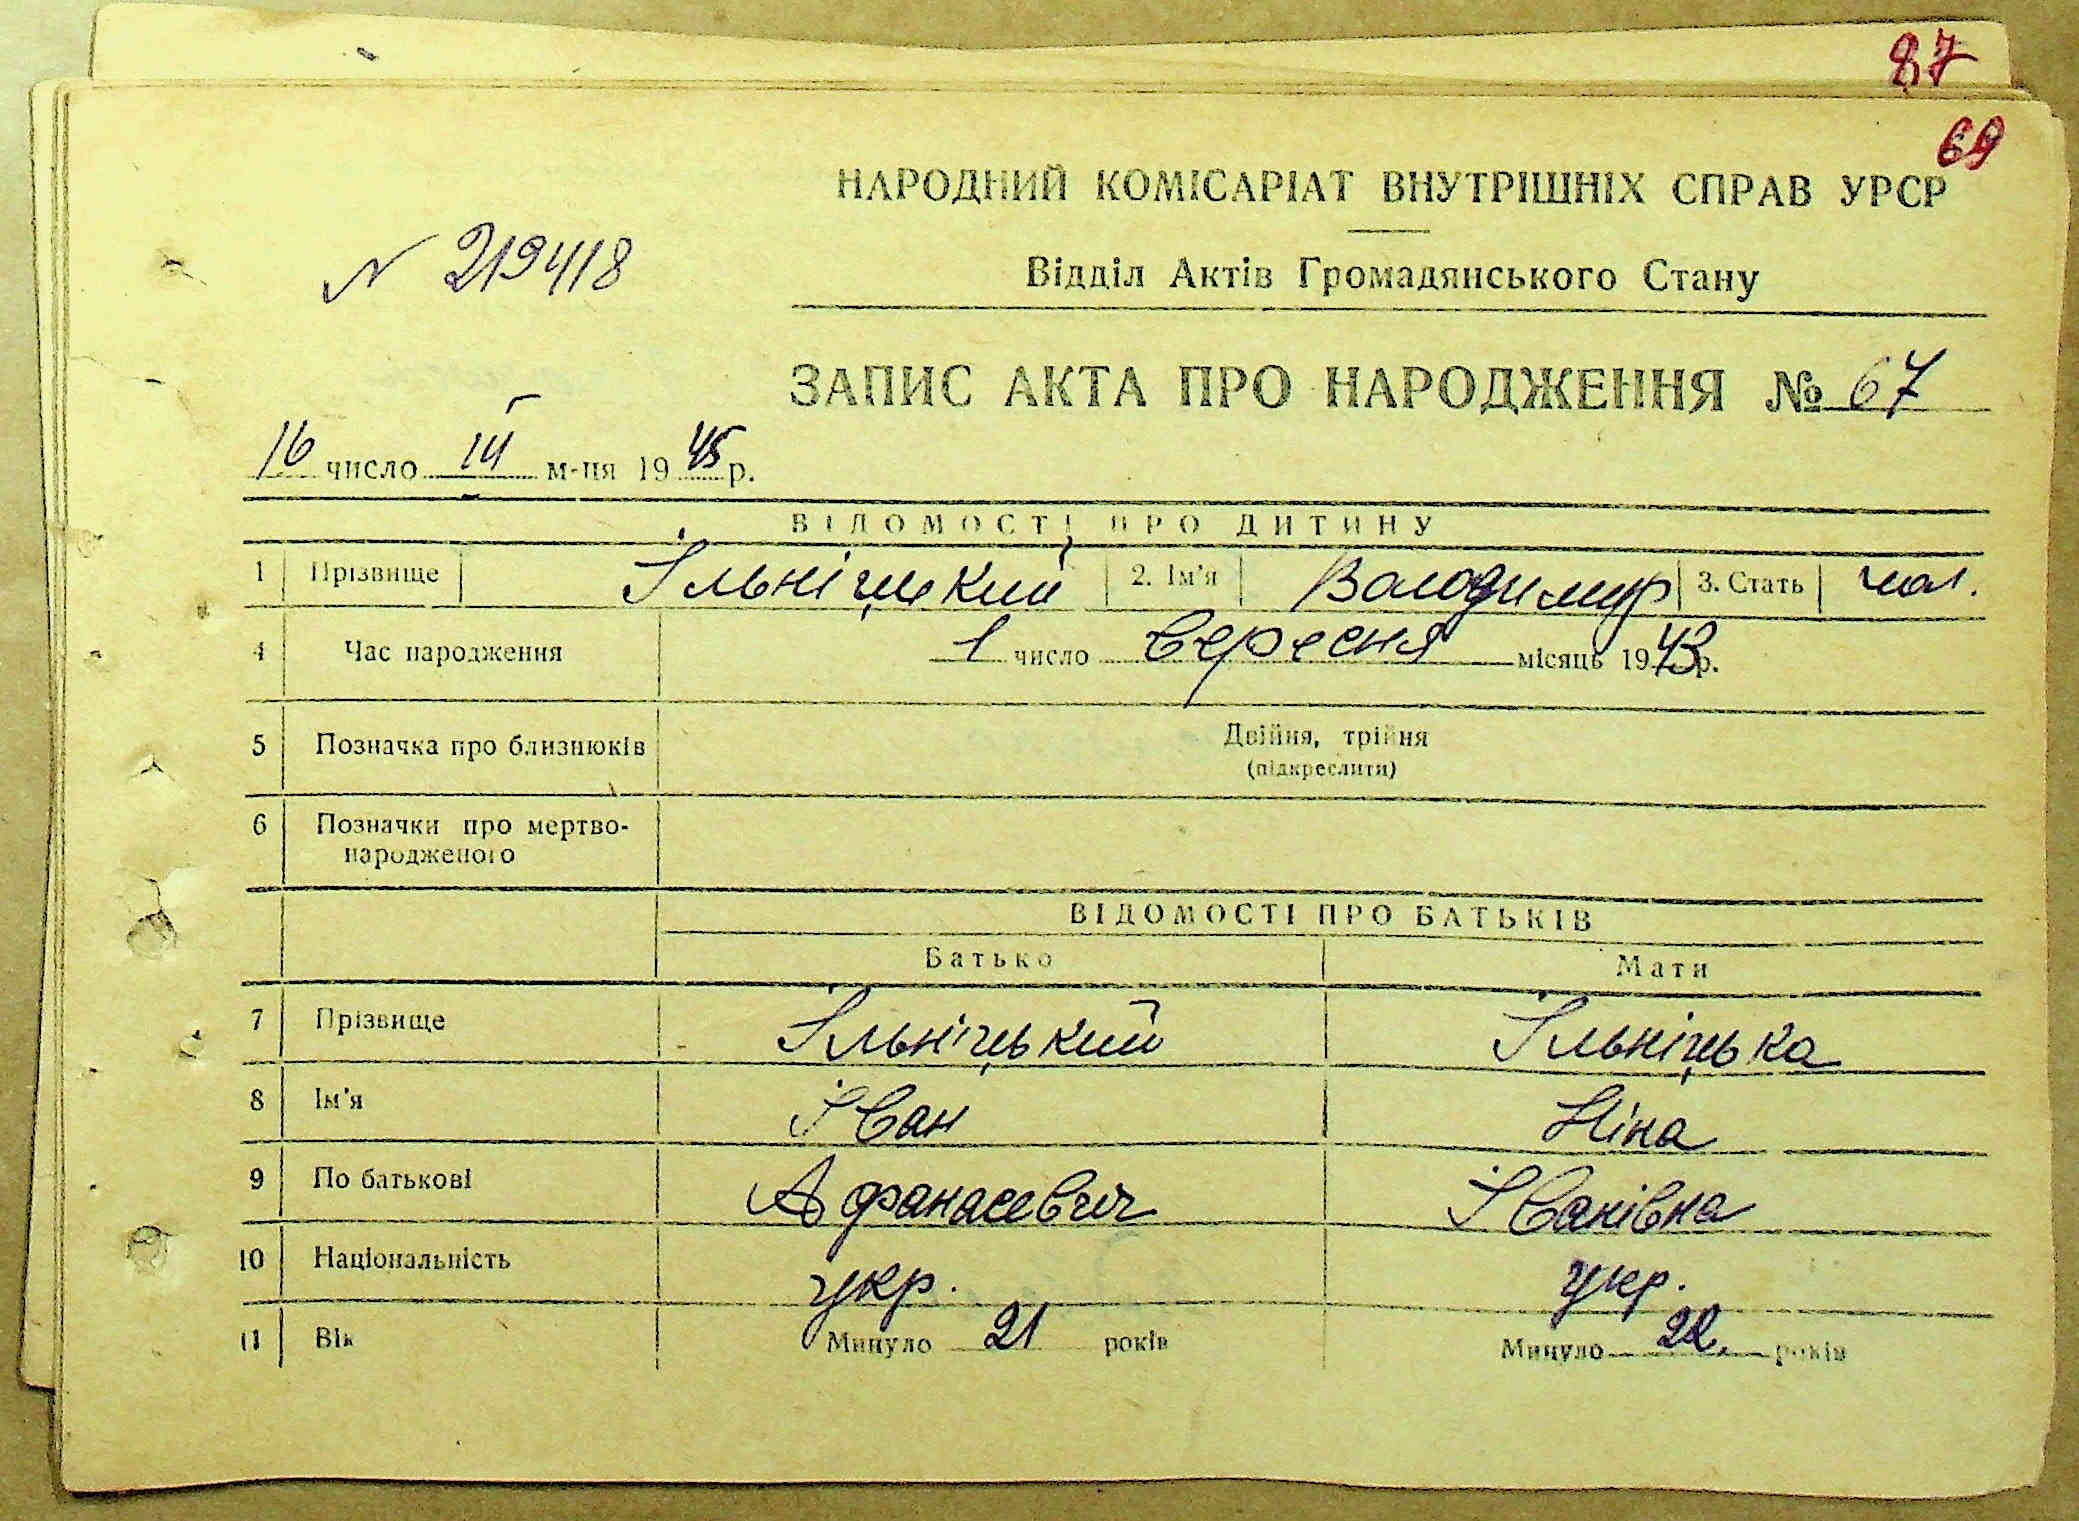 87
69
НАРОДНИЙ КОМІСАРІАТ ВНУТРІШНІХ СПРАВ УРСР
N 219418
Відділ Актів Громадянського Стану
ЗАПИС АКТА ПРО НАРОДЖЕННЯ № 67
16 число III м-ця 1945 р.
ВІДОМОСТІ ПРО ДИТИНУ
1 Прізвище Ільніцький 2. Ім'я Володимир 3. Стать чол.
4 Час народження 1 число вересня місяць 1943 р.
5 Позначка про близнюків Двійня, трійня
(підкреслити)
6 Позначки про мертво-
народженого
ВІДОМОСТІ ПРО БАТЬКІВ
Батько Мати
7 Прізвище Ільніцький Ільніцька
8 Ім'я Іван Ніна
9 По батькові Афанасевич Іванівна
10 Національність укр. укр.
11 Вік Минуло 21 років Минуло 22. років